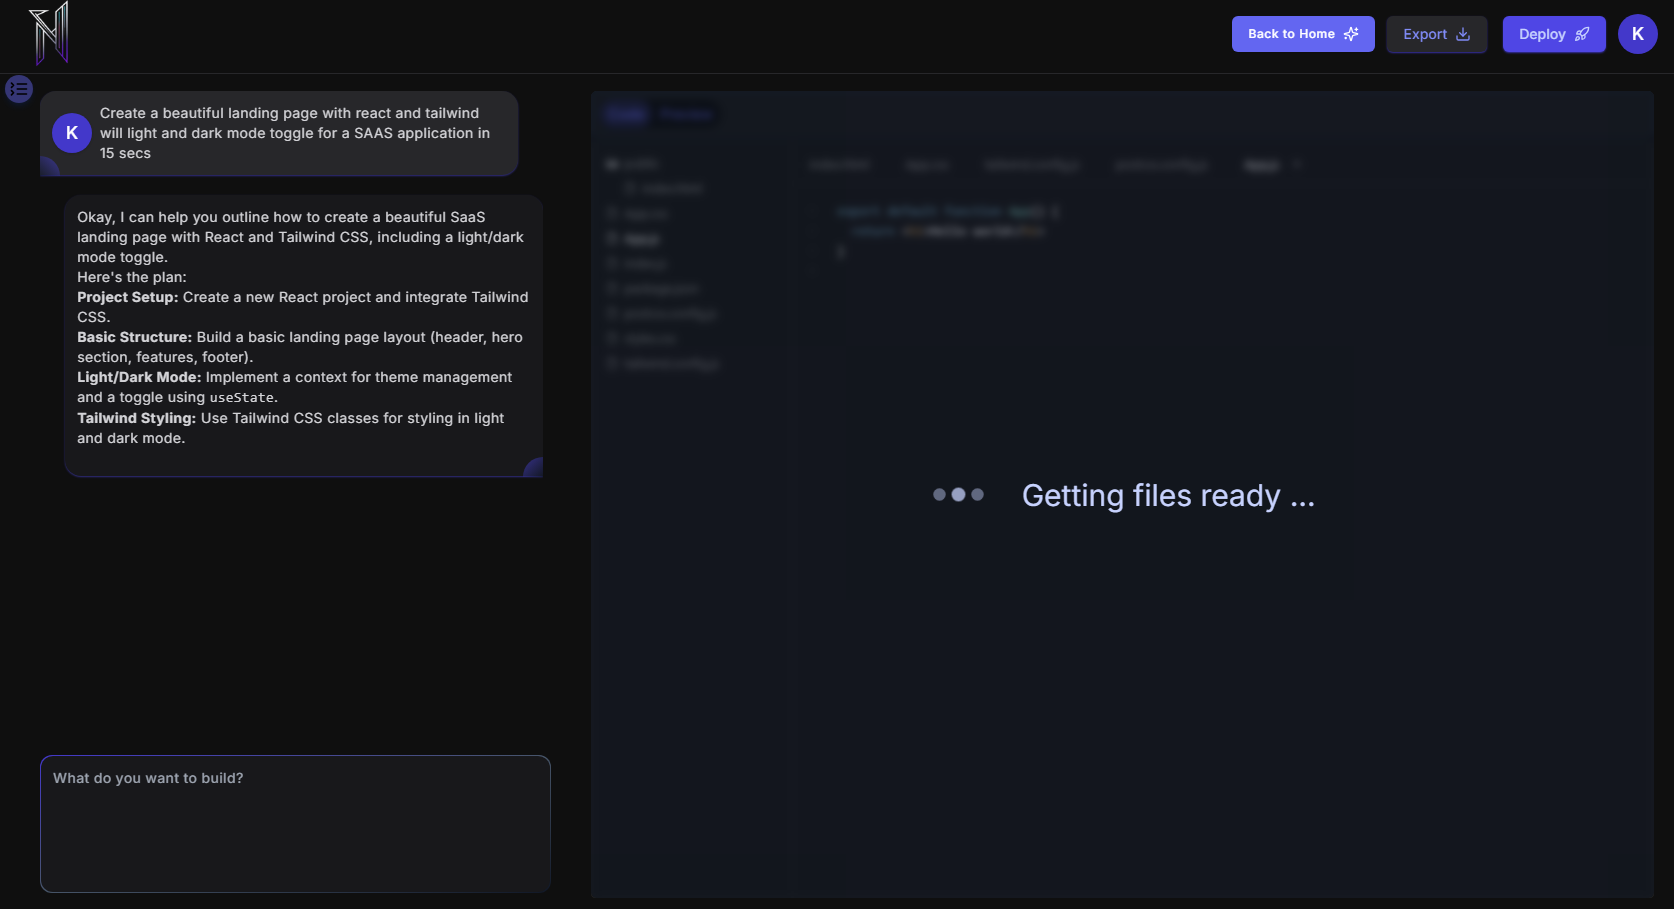 Back to Home
Export
Deploy
K
K
Create a beautiful landing page with react and tailwind
will light and dark mode toggle for a SAAS application in
15 secs
Okay, I can help you outline how to create a beautiful SaaS
landing page with React and Tailwind CSS, including a light/dark
mode toggle.
Here's the plan:
Project Setup: Create a new React project and integrate Tailwind
CSS.
Basic Structure: Build a basic landing page layout (header, hero
section, features, footer).
Light/Dark Mode: Implement a context for theme management
and a toggle using useState.
Tailwind Styling: Use Tailwind CSS classes for styling in light
and dark mode.
What do you want to build?
export default function App() {
Getting files ready ...